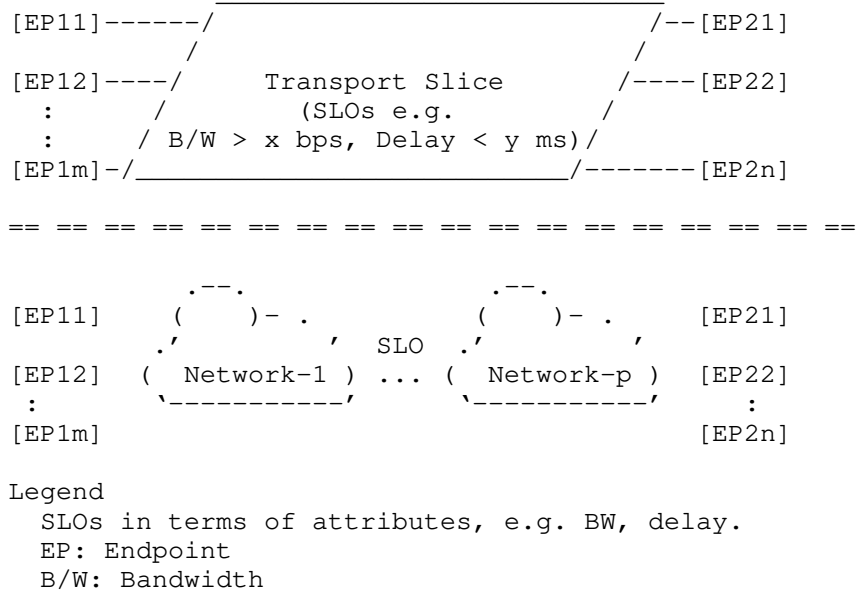 [EP11]------/                           /--[EP21]
           /                           /
[EP12]----/     Transport Slice       /----[EP22]
  :      /        (SLOs e.g.         /
  :     / B/W > x bps, Delay < y ms)/
[EP1m]-/___________________________/-------[EP2n]
== == == == == == == == == == == == == == == == == ==
           .--.                 .--.
[EP11]    (    )- .            (    )- .    [EP21]
         .'         '  SLO  .'         '
[EP12]  (  Network-1 ) ... (  Network-p )  [EP22]
 :       `-----------'      `-----------'    :
[EP1m]                                     [EP2n]
Legend
SLOs in terms of attributes, e.g. BW, delay.
EP: Endpoint
B/W: Bandwidth